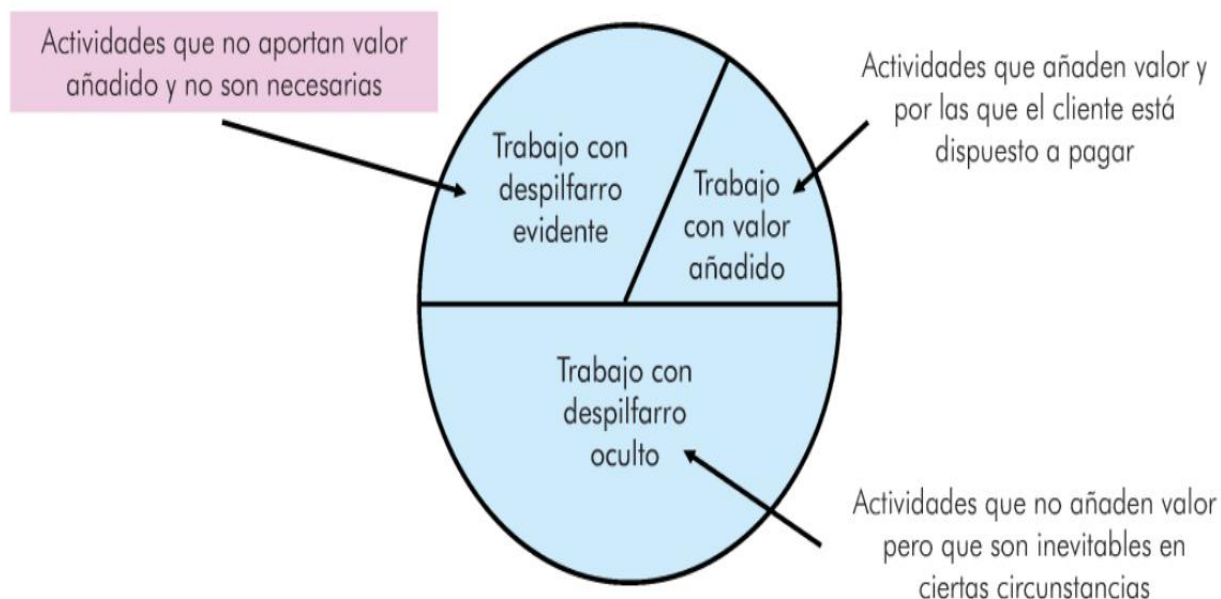 Actividades que no aportan valor
añadido y no son necesarias
Actividades que añaden valor y
por las que el cliente está
dispuesto a pagar
Trabajo con
despilfarro
evidente
Trabajo
con valor
añadido
Trabajo con
despilfarro
oculto
Actividades que no añaden valor
pero que son inevitables en
ciertas circunstancias